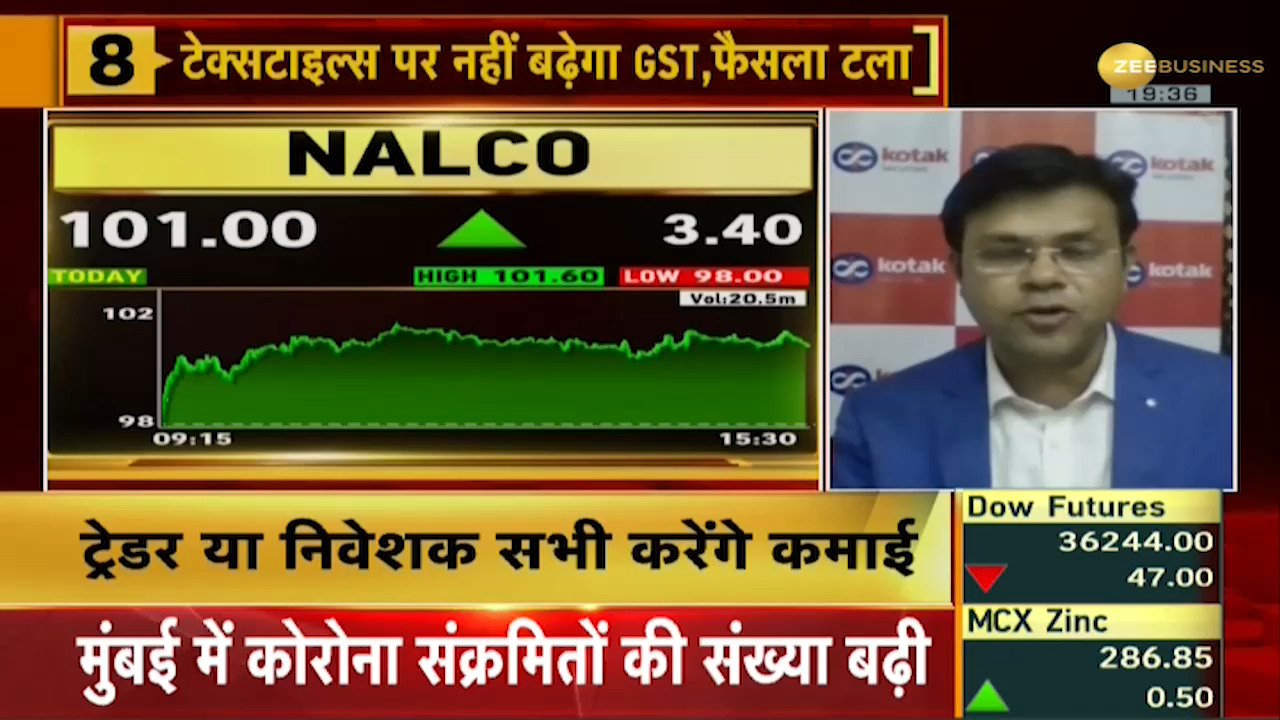 8 टेक्सटाइल्स पर नहीं बढ़ेगा GST,फैसला टला
ZEEBUSINESS
19:36
NALCO
101.00 3.40
TODAY HIGH 101.60 LOW 98.00
Vol:20.5m
102
98
09:15 15:30
kotak
kotak
kotak
kotak
ट्रेडर या निवेशक सभी करेंगे कमाई
मुंबई में कोरोना संक्रमितों की संख्या बढ़ी
Dow Futures
36244.00
47.00
MCX Zinc
286.85
0.50